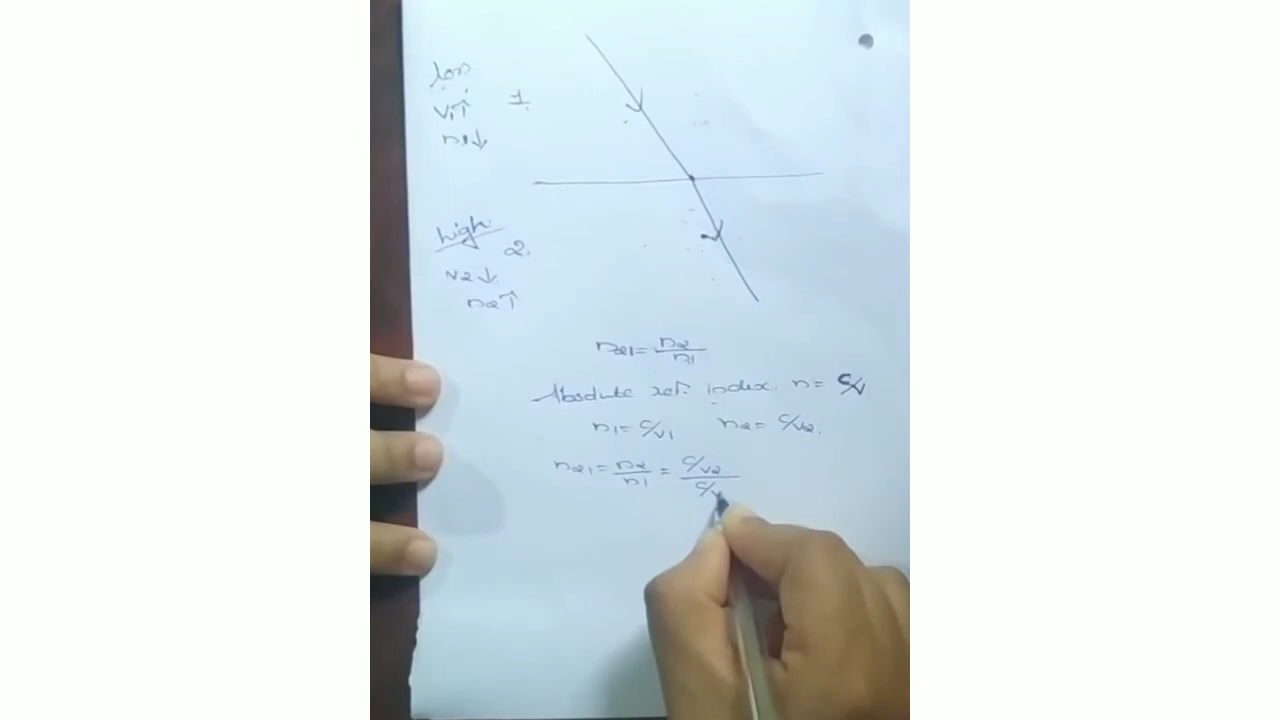 low
V1↑ 1.
n1↓
high
2.
V2↓
n2↑
n21 = n2/n1
Absolute ref. index. n = C/V
n1 = C/V1 n2 = C/V2.
n21 = n2/n1 = C/V2 / C/V